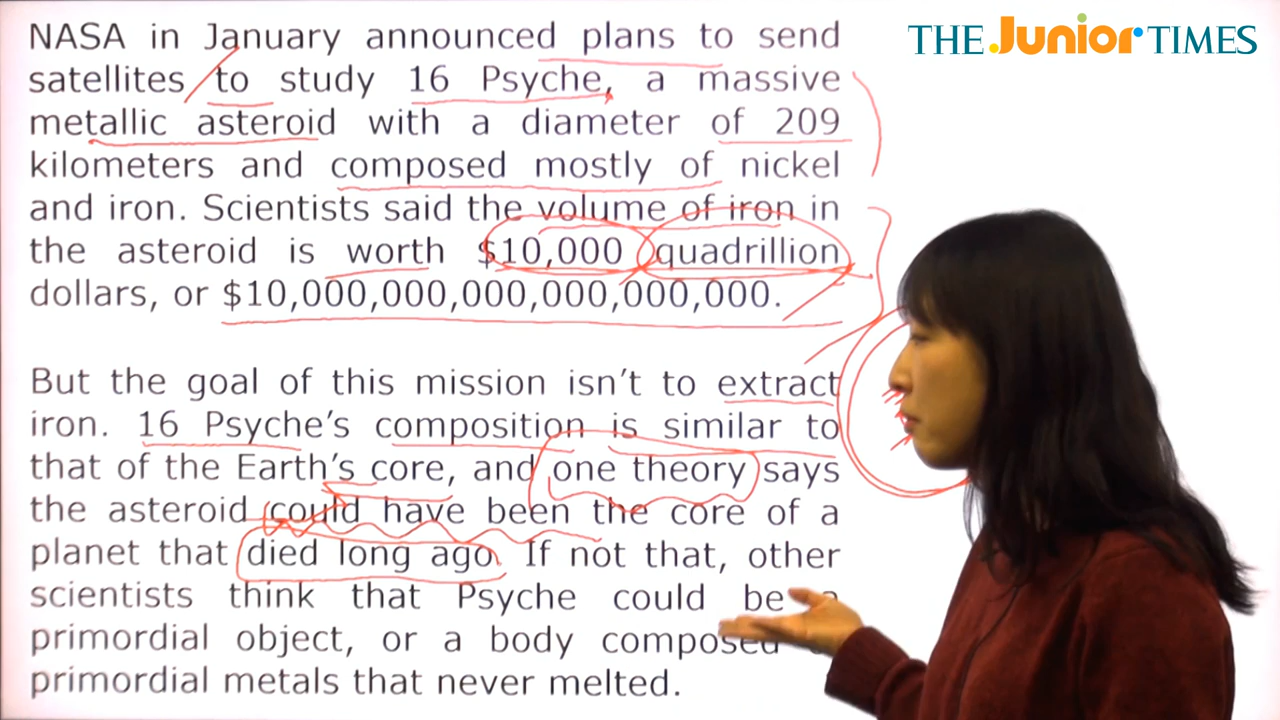 THE Junior TIMES
NASA in January announced plans to send
satellites to study 16 Psyche, a massive
metallic asteroid with a diameter of 209
kilometers and composed mostly of nickel
and iron. Scientists said the volume of iron in
the asteroid is worth $10,000 quadrillion
dollars, or $10,000,000,000,000,000,000.
But the goal of this mission isn't to extract
iron. 16 Psyche's composition is similar to
that of the Earth's core, and one theory says
the asteroid could have been the core of a
planet that died long ago. If not that, other
scientists think that Psyche could be a
primordial object, or a body composed
primordial metals that never melted.